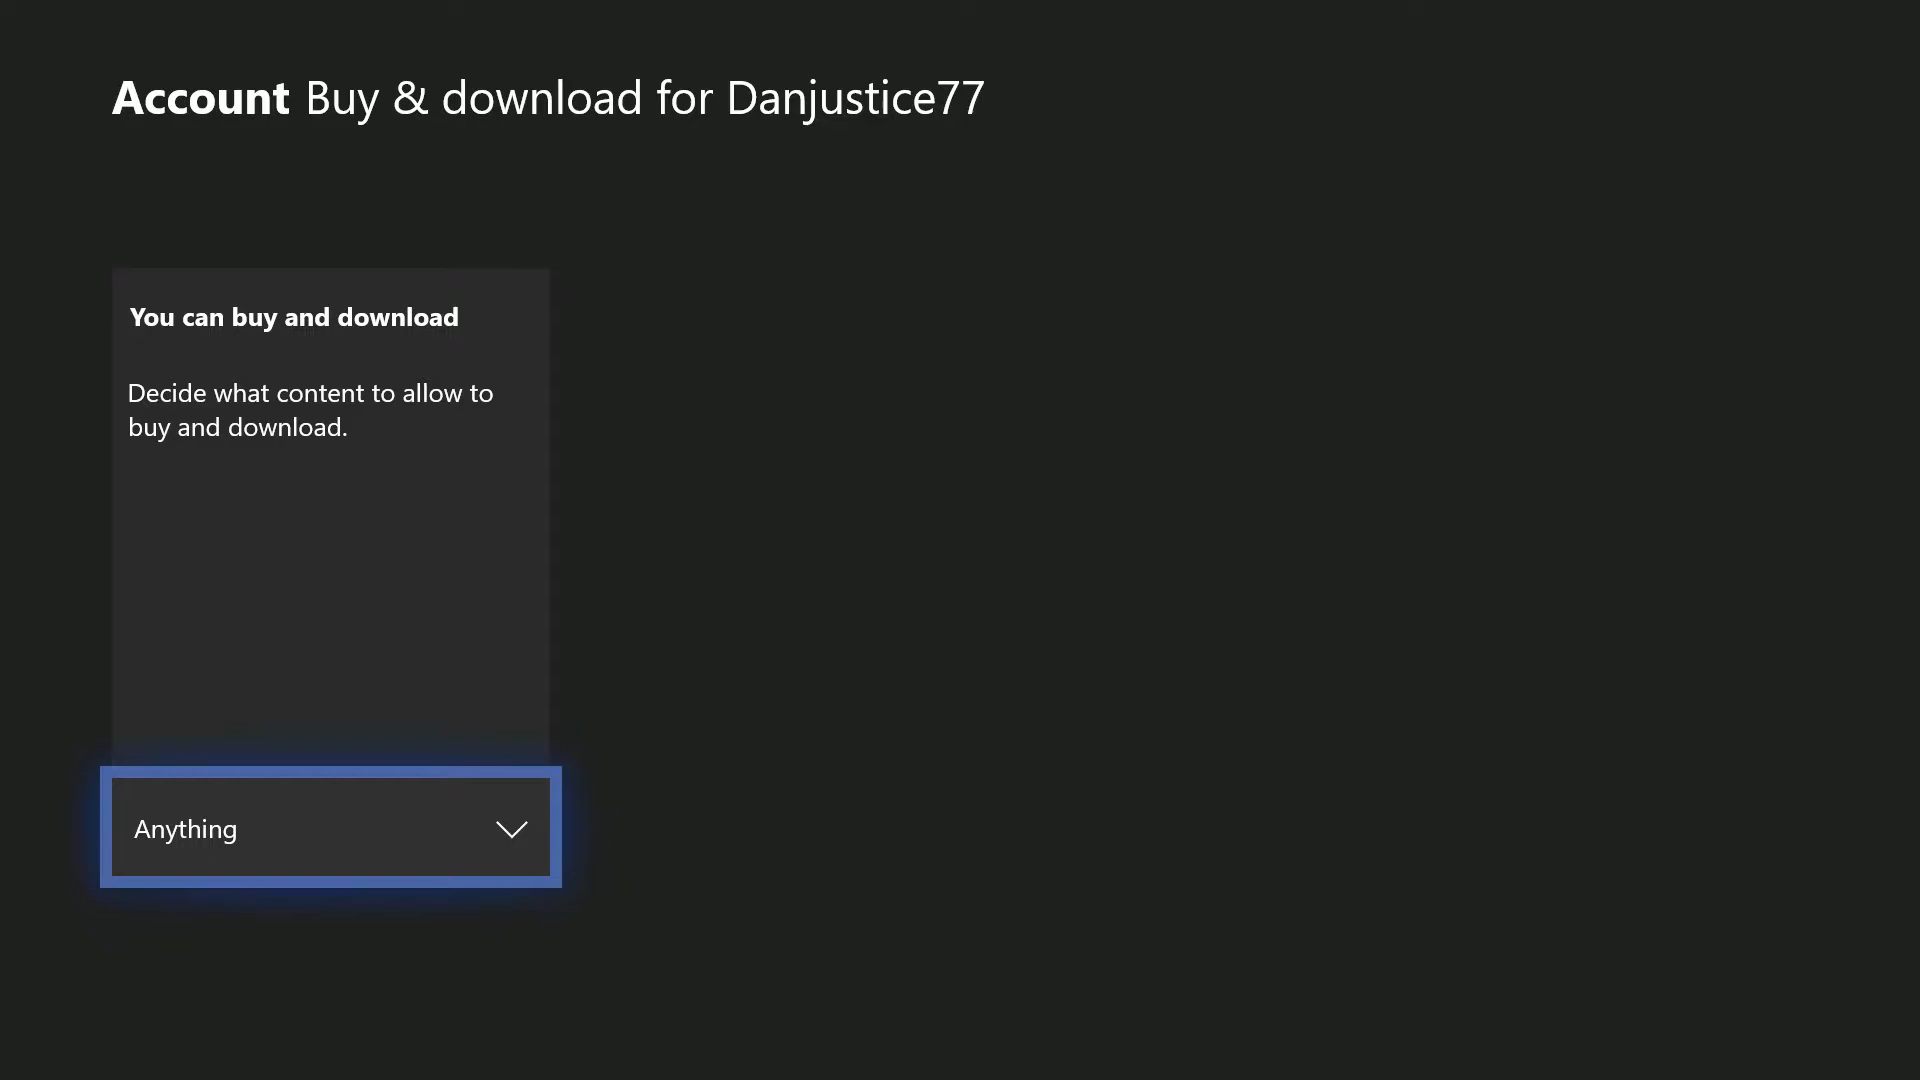 Account Buy & download for Danjustice77
You can buy and download
Decide what content to allow to
buy and download.
Anything